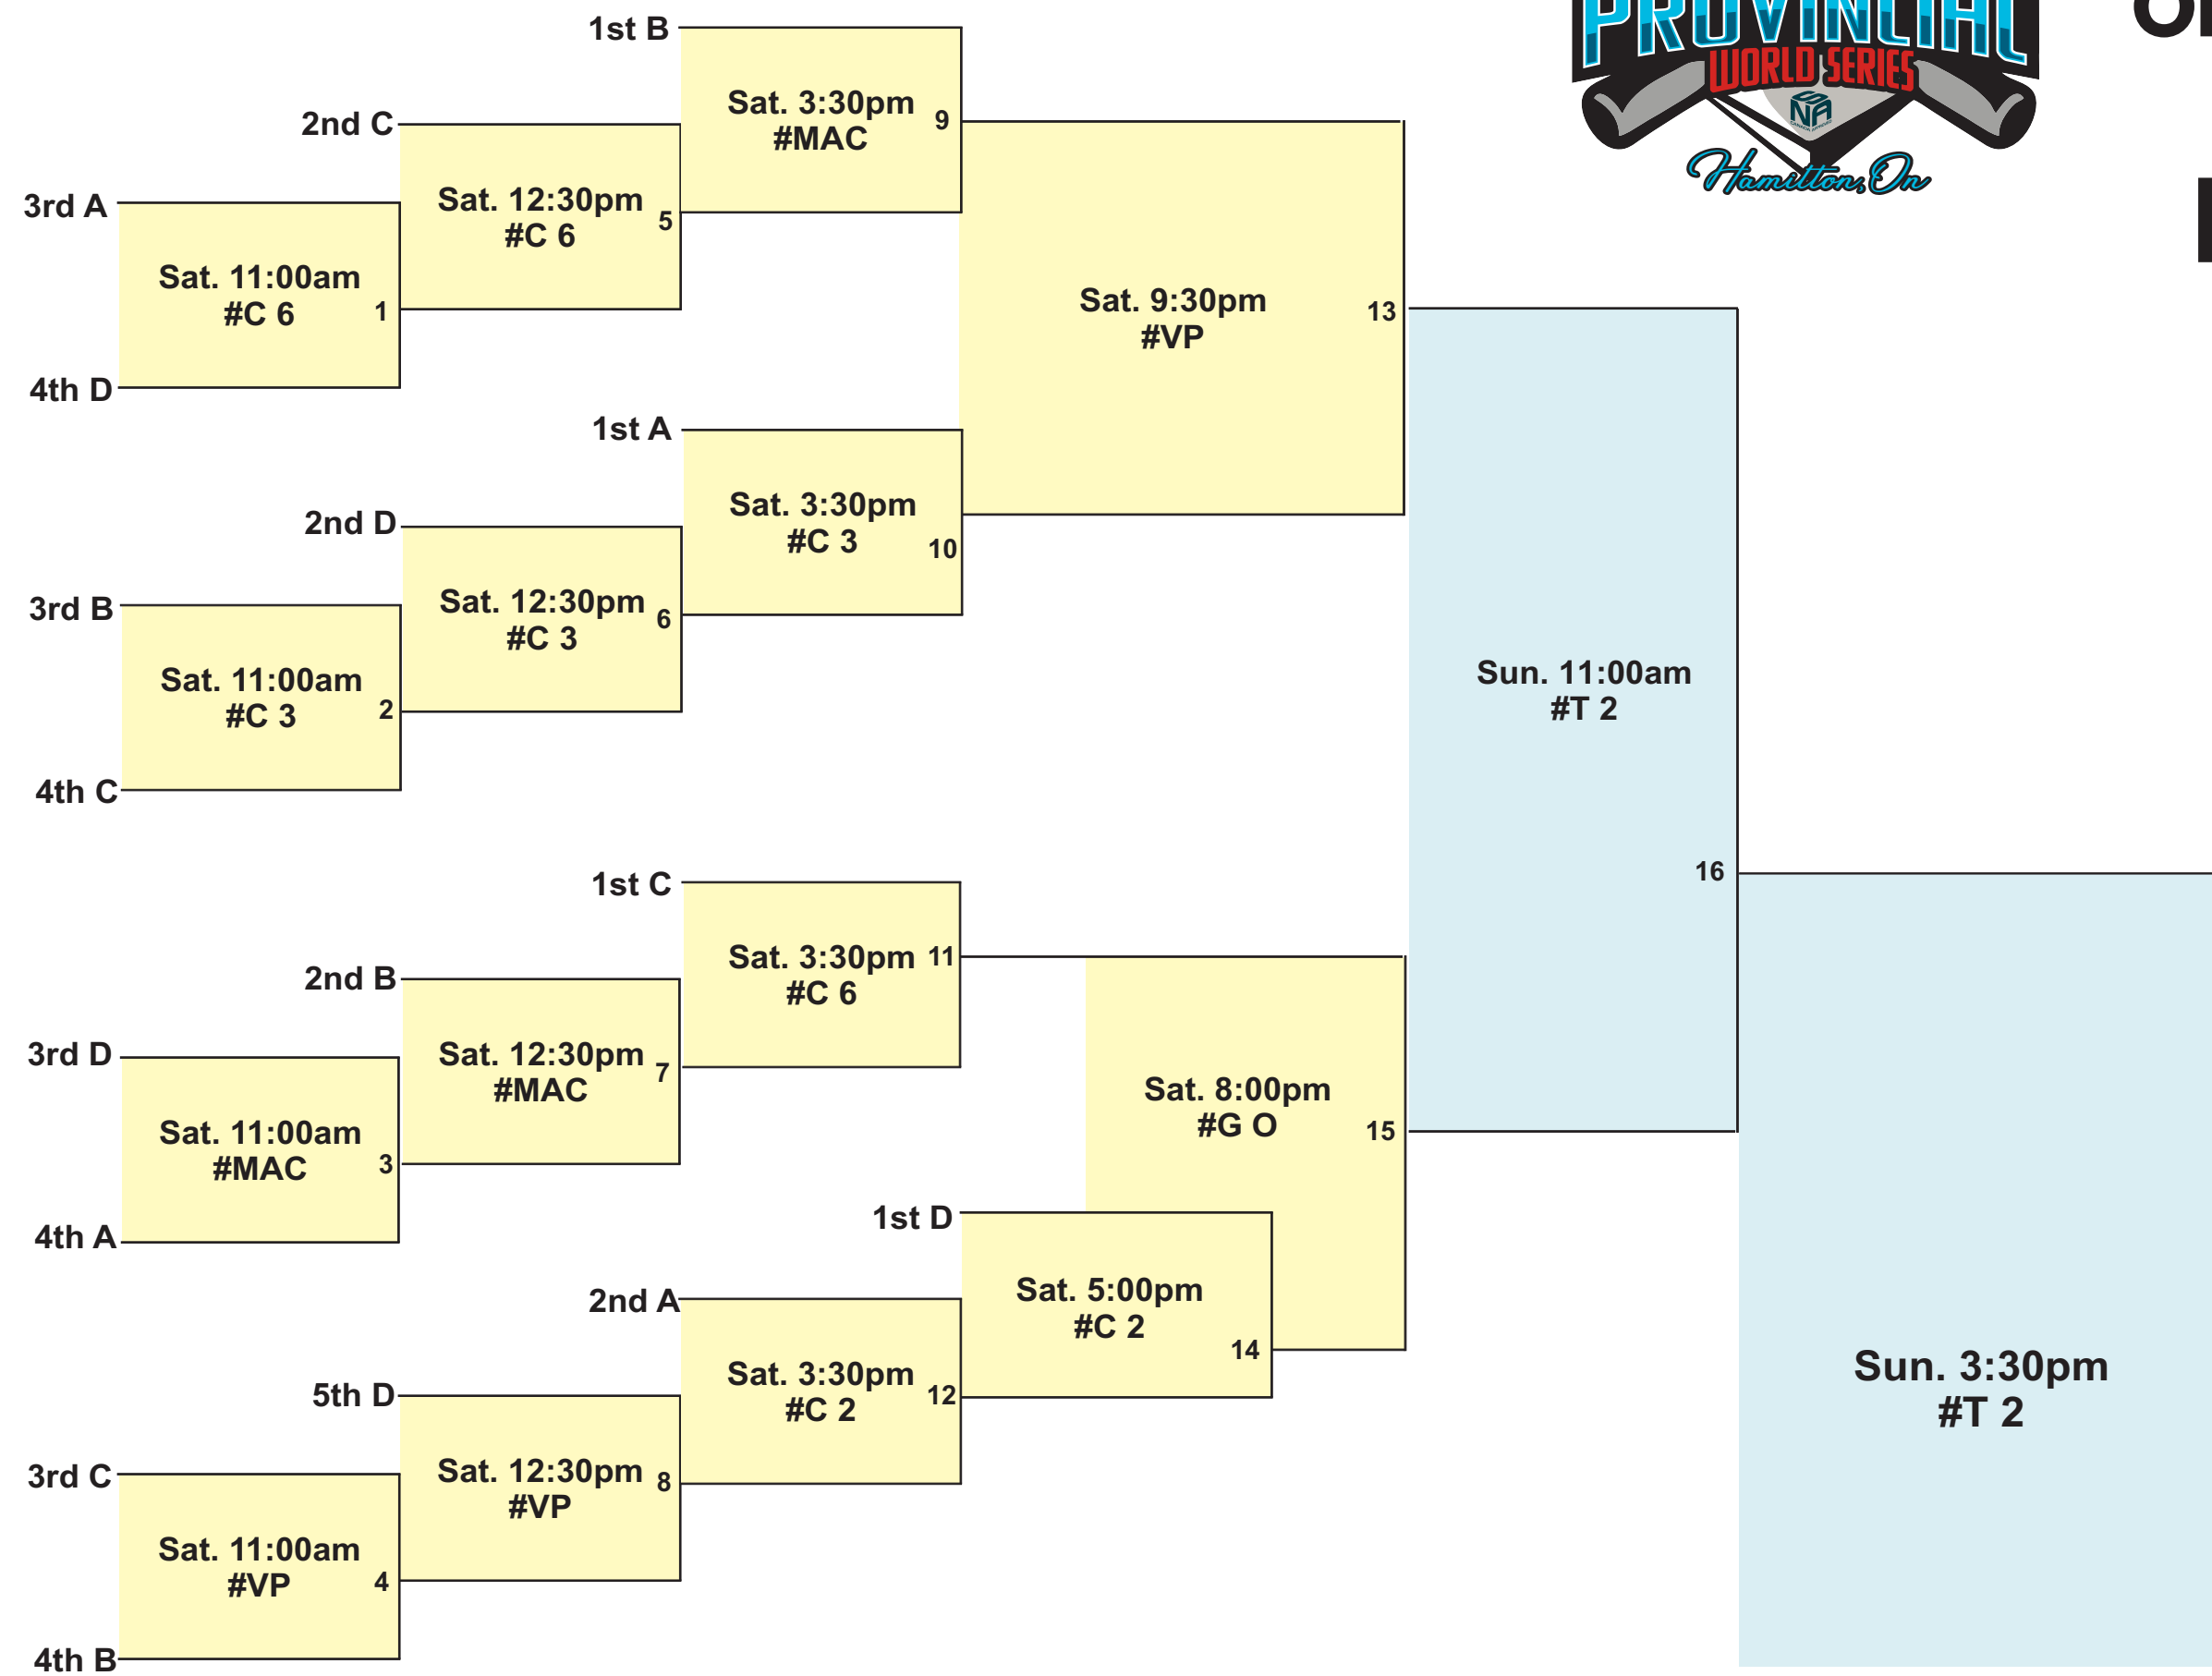 PROVINCIAL
WORLD SERIES
NSA
Hamilton, On
1st B
Sat. 3:30pm
#MAC
9
2nd C
Sat. 12:30pm
#C 6
5
3rd A
Sat. 11:00am
#C 6
1
4th D
Sat. 9:30pm
#VP
13
1st A
Sat. 3:30pm
#C 3
10
2nd D
Sat. 12:30pm
#C 3
6
3rd B
Sat. 11:00am
#C 3
2
4th C
Sun. 11:00am
#T 2
16
1st C
Sat. 3:30pm
#C 6
11
2nd B
Sat. 12:30pm
#MAC
7
3rd D
Sat. 11:00am
#MAC
3
4th A
Sat. 8:00pm
#G O
15
1st D
Sat. 5:00pm
#C 2
14
2nd A
Sat. 3:30pm
#C 2
12
5th D
Sat. 12:30pm
#VP
8
3rd C
Sat. 11:00am
#VP
4
4th B
Sun. 3:30pm
#T 2